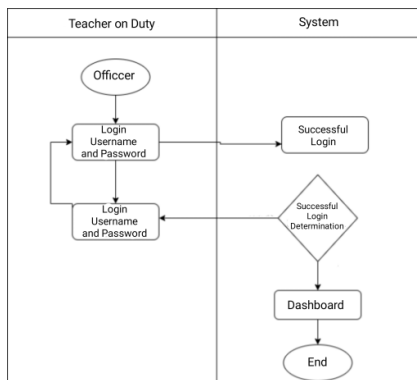 Teacher on Duty
System
Officcer
Login
Username
and Password
Successful
Login
Login
Username
and Password
Successful
Login
Determination
Dashboard
End